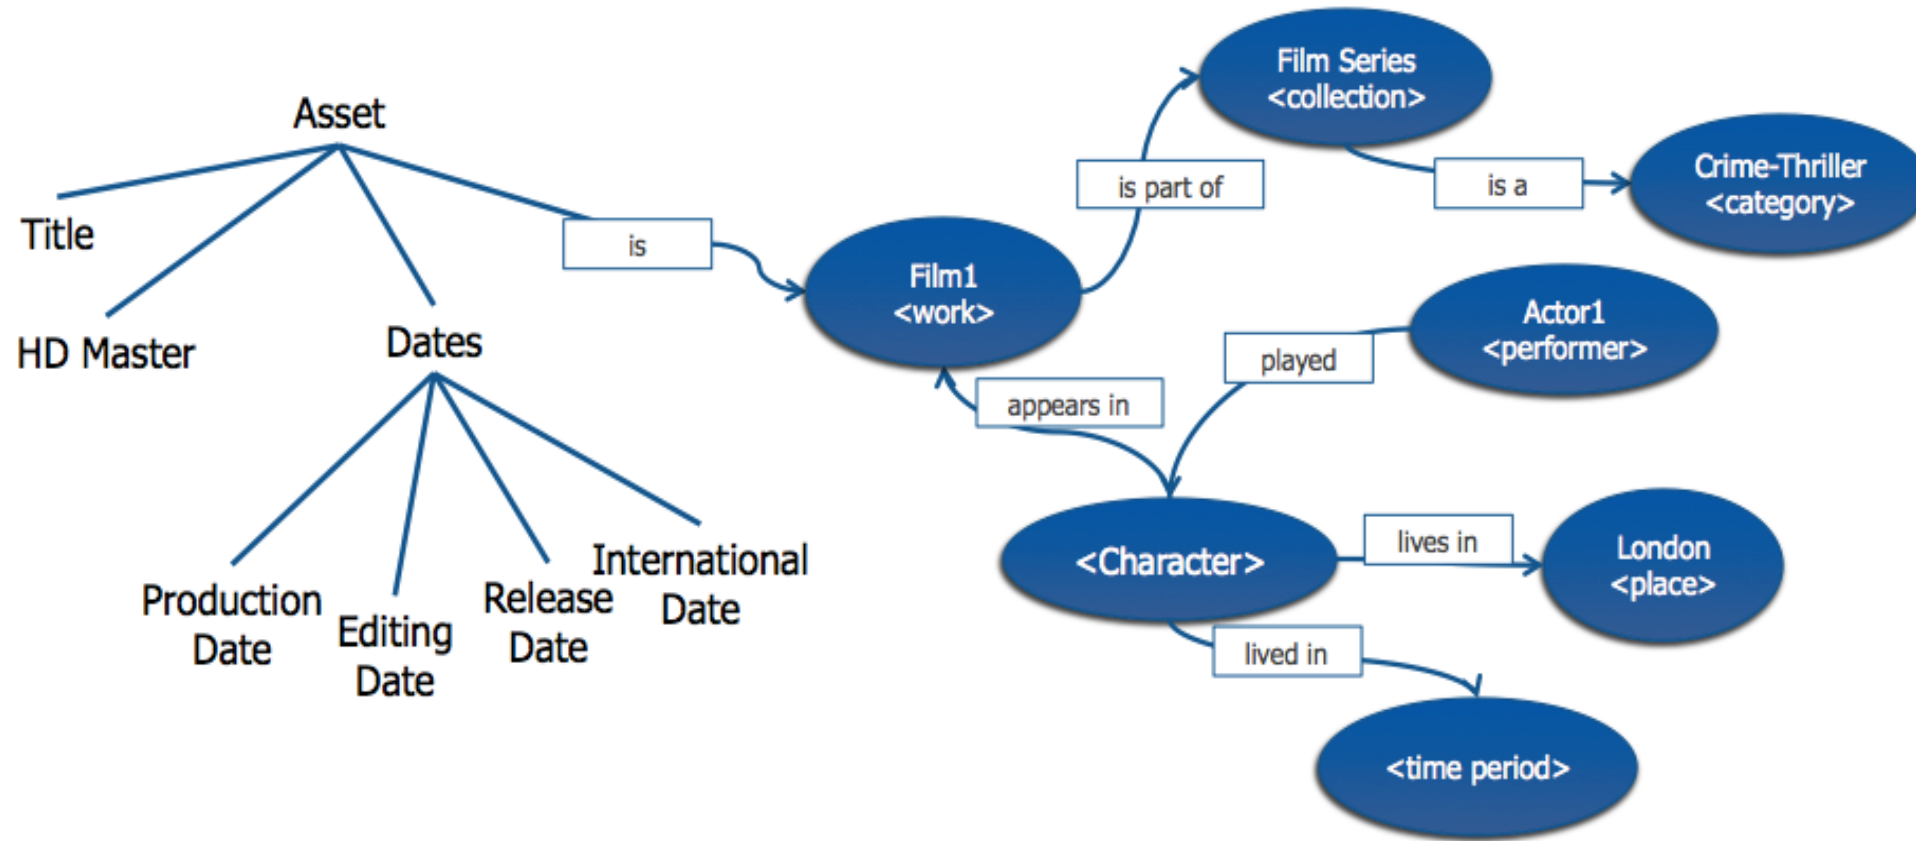 Asset
Title
HD Master
Dates
Production
Date
Editing
Date
Release
Date
International
Date
is
Film1
<work>
is part of
Film Series
<collection>
is a
Crime-Thriller
<category>
Actor1
<performer>
played
appears in
<Character>
lives in
London
<place>
lived in
<time period>